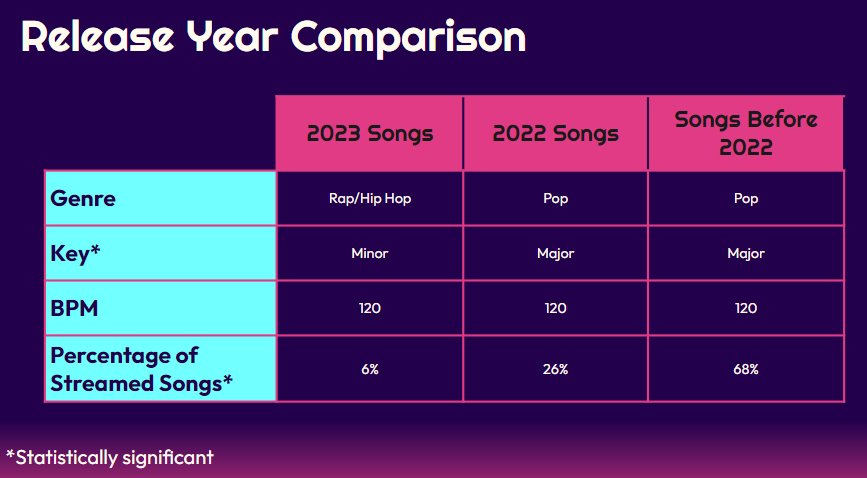 Release Year Comparison
2023 Songs 2022 Songs Songs Before
2022
Genre Rap/Hip Hop Pop Pop
Key* Minor Major Major
BPM 120 120 120
Percentage of
Streamed Songs* 6% 26% 68%
*Statistically significant